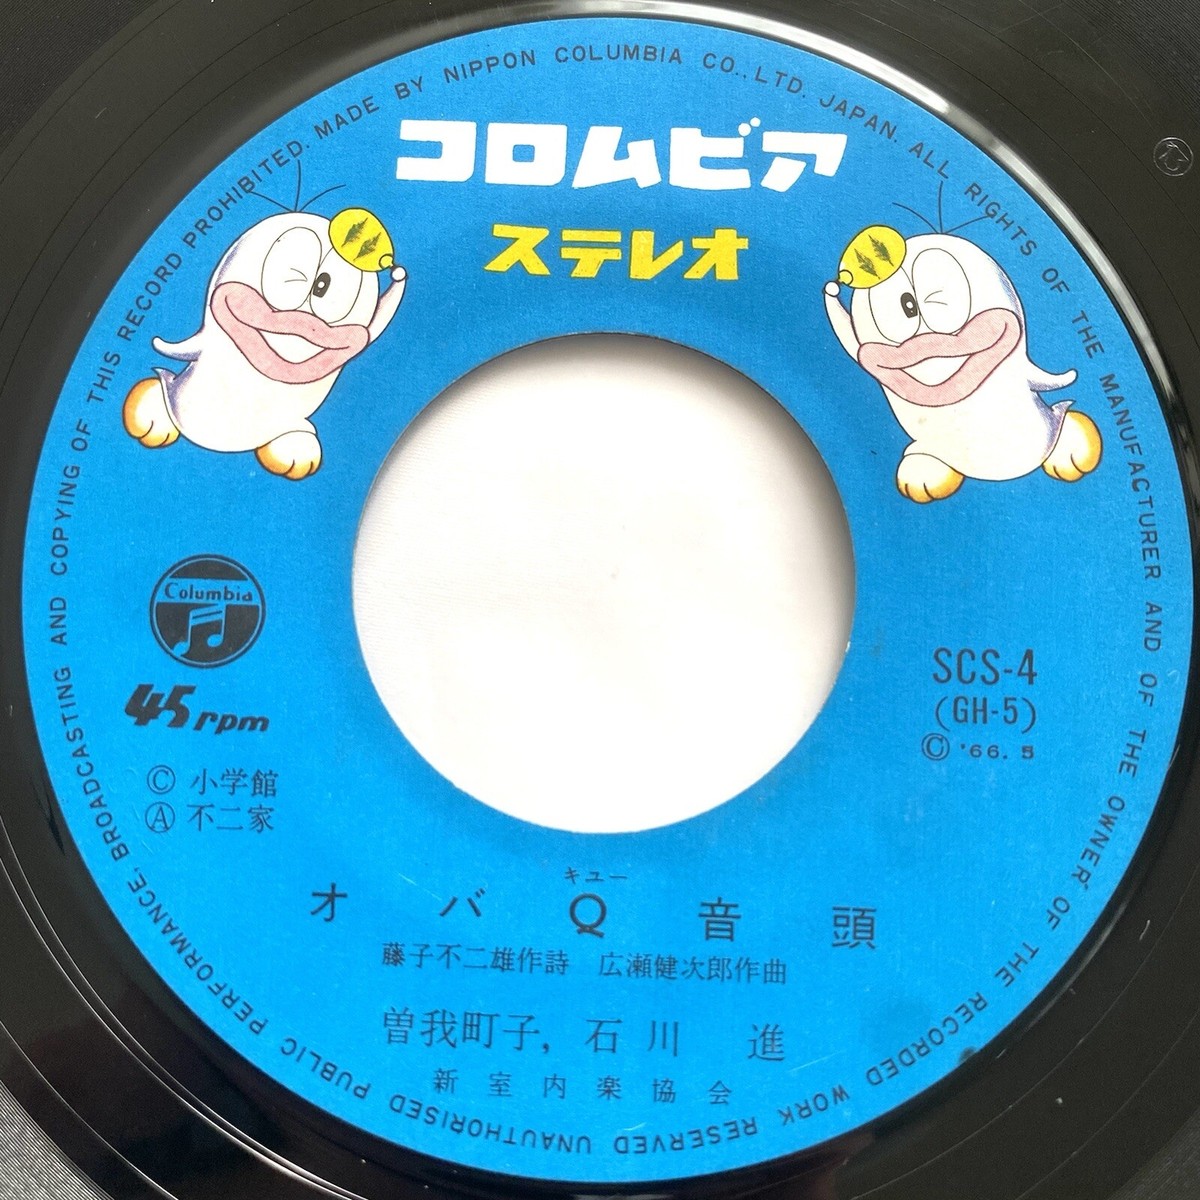 MADE BY NIPPON COLUMBIA CO., LTD. JAPAN. ALL RIGHTS OF THE MANUFACTURER AND OF THE OWNER OF THE RECORDED WORK RESERVED UNAUTHORISED PUBLIC PERFORMANCE, BROADCASTING AND COPYING OF THIS RECORD PROHIBITED.
コロムビア
ステレオ
Columbia
45 rpm
SCS-4
(GH-5)
Ⓒ '66. 5
Ⓒ 小学館
Ⓐ 不二家
キュー
オバQ音頭
藤子不二雄作詩 広瀬健次郎作曲
曽我町子, 石川 進
新室内楽協会